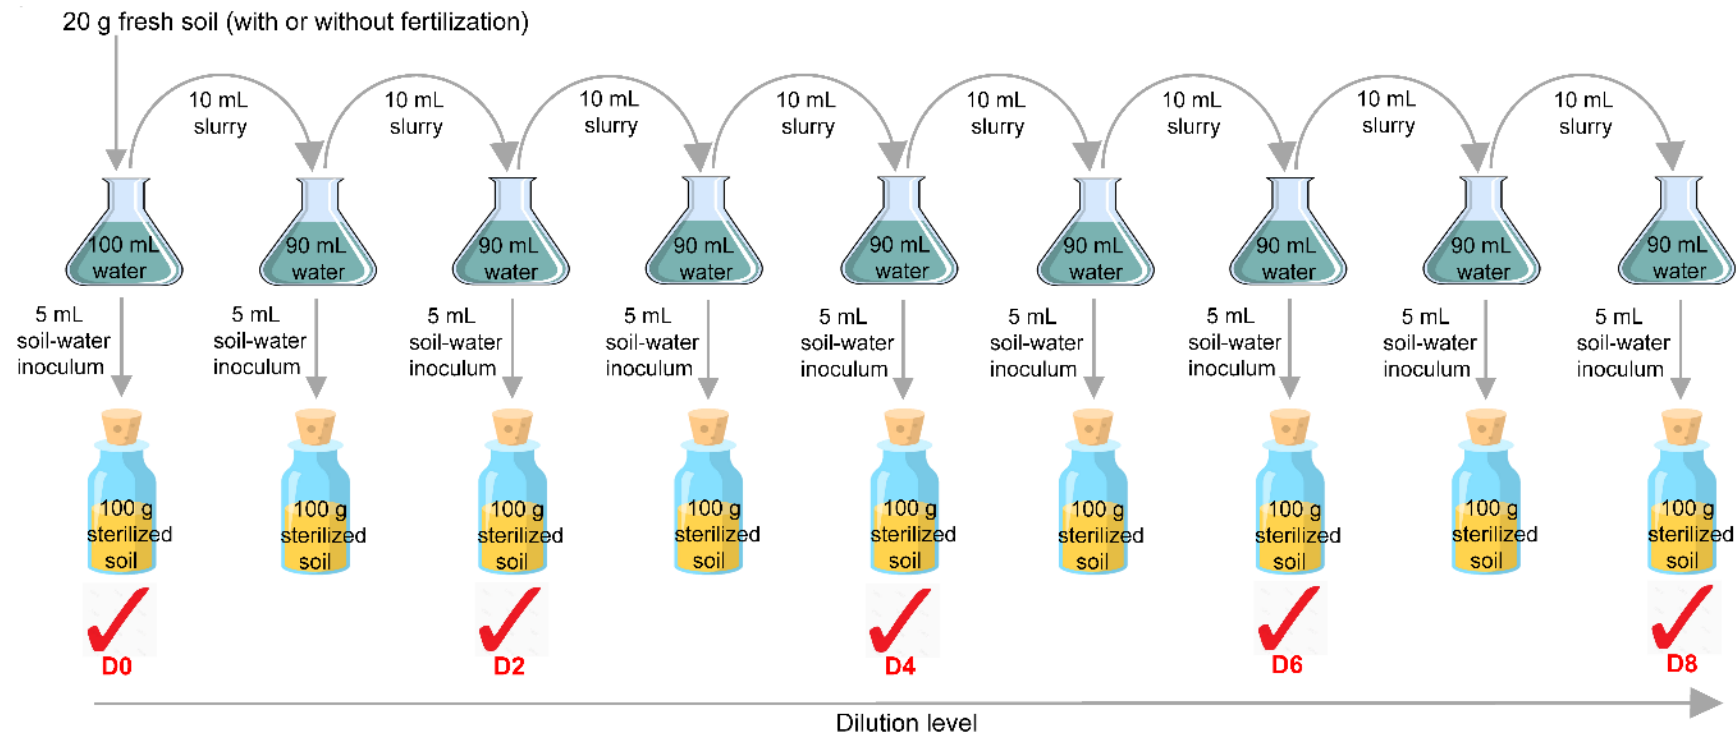 20 g fresh soil (with or without fertilization)
10 mL
slurry
10 mL
slurry
10 mL
slurry
10 mL
slurry
10 mL
slurry
10 mL
slurry
10 mL
slurry
10 mL
slurry
100 mL
water
90 mL
water
90 mL
water
90 mL
water
90 mL
water
90 mL
water
90 mL
water
90 mL
water
90 mL
water
5 mL
soil-water
inoculum
5 mL
soil-water
inoculum
5 mL
soil-water
inoculum
5 mL
soil-water
inoculum
5 mL
soil-water
inoculum
5 mL
soil-water
inoculum
5 mL
soil-water
inoculum
5 mL
soil-water
inoculum
5 mL
soil-water
inoculum
100 g
sterilized
soil
100 g
sterilized
soil
100 g
sterilized
soil
100 g
sterilized
soil
100 g
sterilized
soil
100 g
sterilized
soil
100 g
sterilized
soil
100 g
sterilized
soil
100 g
sterilized
soil
D0
D2
D4
D6
D8
Dilution level